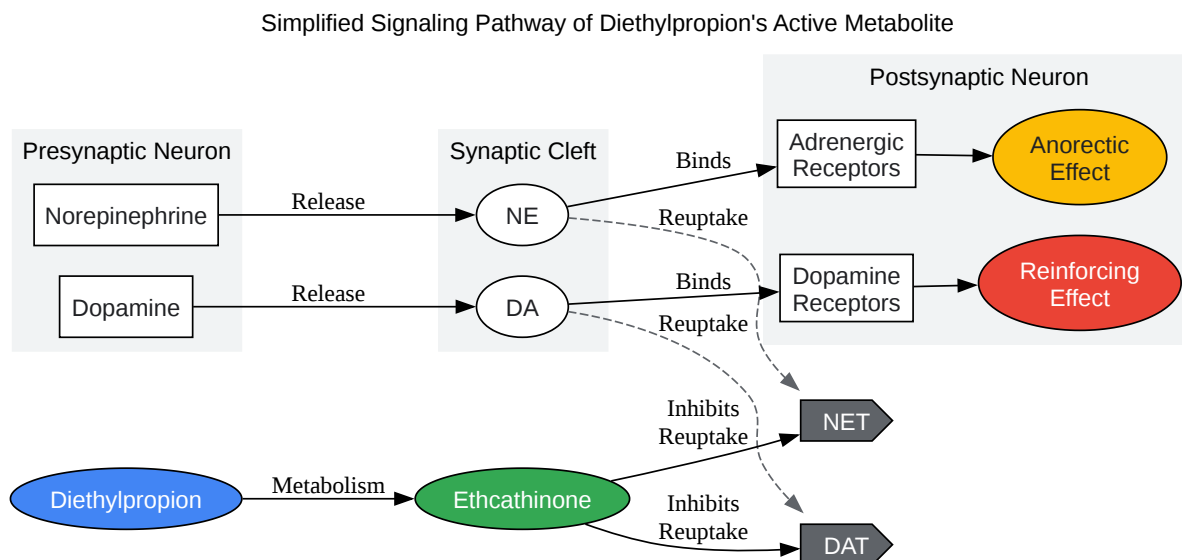 Simplified Signaling Pathway of Diethylpropion's Active Metabolite
Presynaptic Neuron
Norepinephrine
Dopamine
Release
Release
Synaptic Cleft
NE
DA
Binds
Reuptake
Binds
Reuptake
Postsynaptic Neuron
Adrenergic
Receptors
Anorectic
Effect
Dopamine
Receptors
Reinforcing
Effect
Diethylpropion
Metabolism
Ethcathinone
Inhibits
Reuptake
Inhibits
Reuptake
NET
DAT